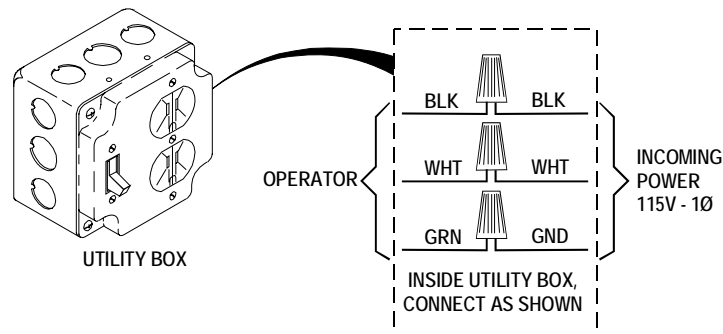 BLK BLK
OPERATOR
WHT WHT
INCOMING
POWER
115V - 1Ø
GRN GND
UTILITY BOX
INSIDE UTILITY BOX,
CONNECT AS SHOWN